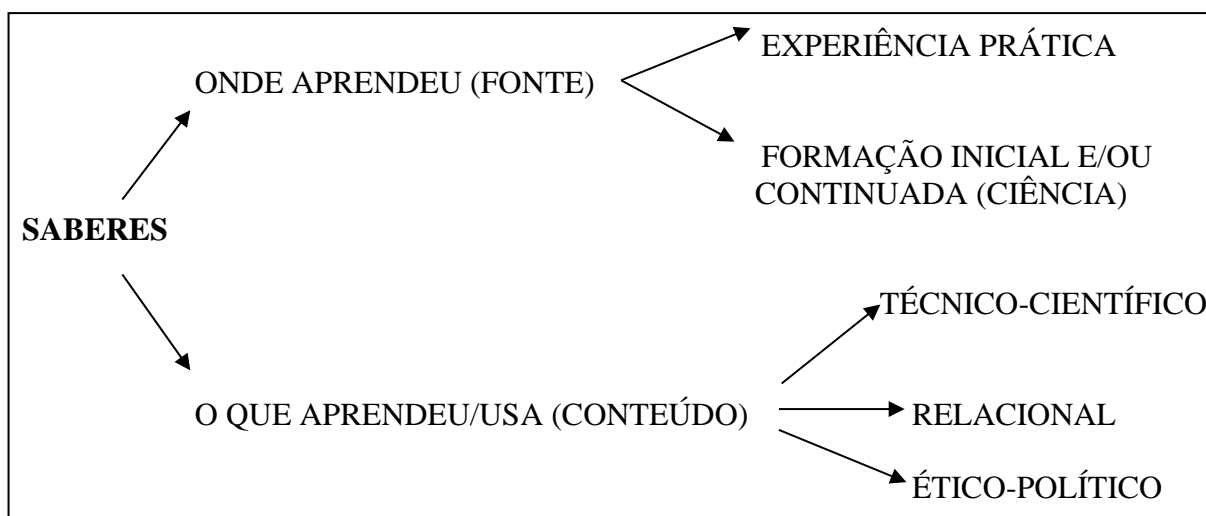 EXPERIÊNCIA PRÁTICA
ONDE APRENDEU (FONTE)
FORMAÇÃO INICIAL E/OU
CONTINUADA (CIÊNCIA)
SABERES
TÉCNICO-CIENTÍFICO
O QUE APRENDEU/USA (CONTEÚDO)
RELACIONAL
ÉTICO-POLÍTICO